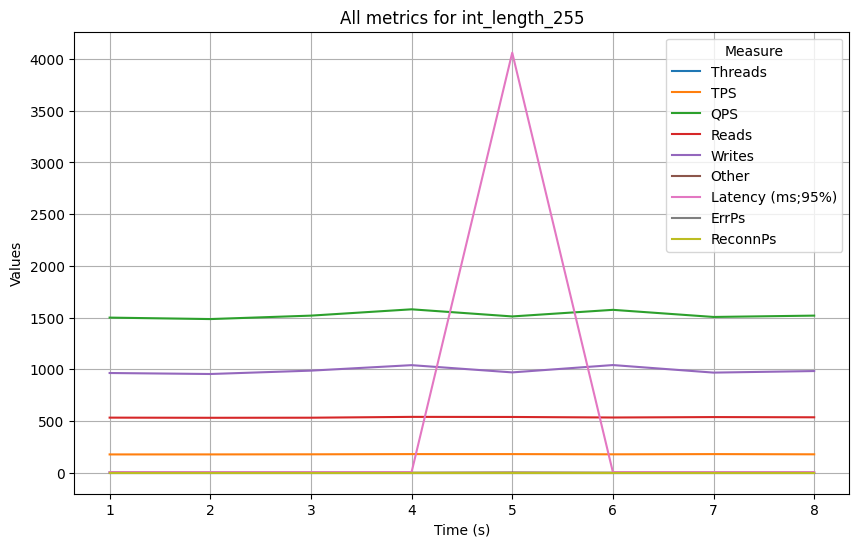 All metrics for int_length_255
Measure
Threads
TPS
QPS
Reads
Writes
Other
Latency (ms;95%)
ErrPs
ReconnPs
Values
4000
3500
3000
2500
2000
1500
1000
500
0
1 2 3 4 5 6 7 8
Time (s)